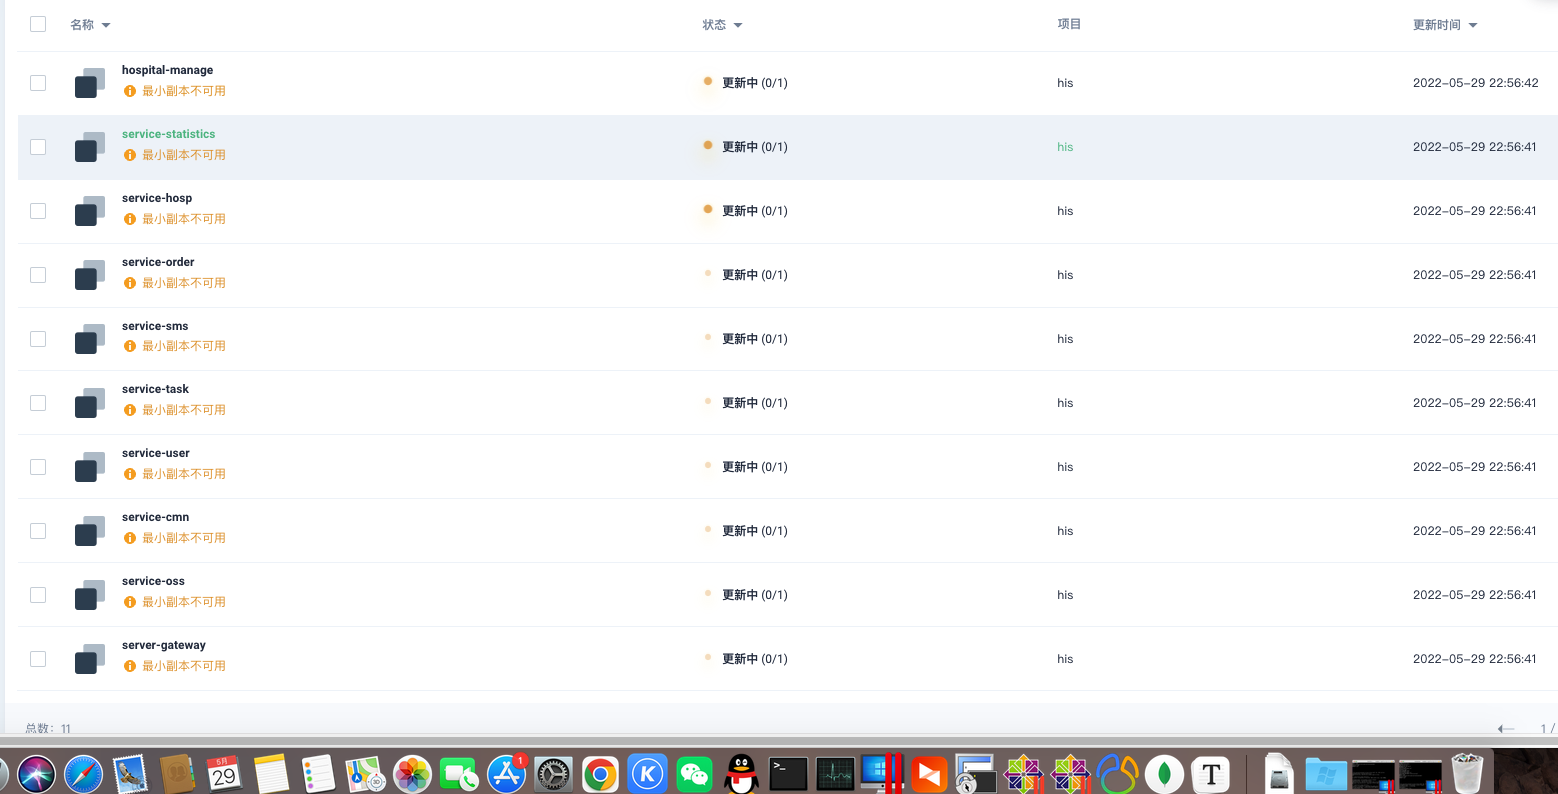 名称 状态 项目 更新时间
hospital-manage
最小副本不可用 更新中 (0/1) his 2022-05-29 22:56:42
service-statistics
最小副本不可用 更新中 (0/1) his 2022-05-29 22:56:41
service-hosp
最小副本不可用 更新中 (0/1) his 2022-05-29 22:56:41
service-order
最小副本不可用 更新中 (0/1) his 2022-05-29 22:56:41
service-sms
最小副本不可用 更新中 (0/1) his 2022-05-29 22:56:41
service-task
最小副本不可用 更新中 (0/1) his 2022-05-29 22:56:41
service-user
最小副本不可用 更新中 (0/1) his 2022-05-29 22:56:41
service-cmn
最小副本不可用 更新中 (0/1) his 2022-05-29 22:56:41
service-oss
最小副本不可用 更新中 (0/1) his 2022-05-29 22:56:41
server-gateway
最小副本不可用 更新中 (0/1) his 2022-05-29 22:56:41
总数: 11 1 /
5月
29
1
K
>_
T